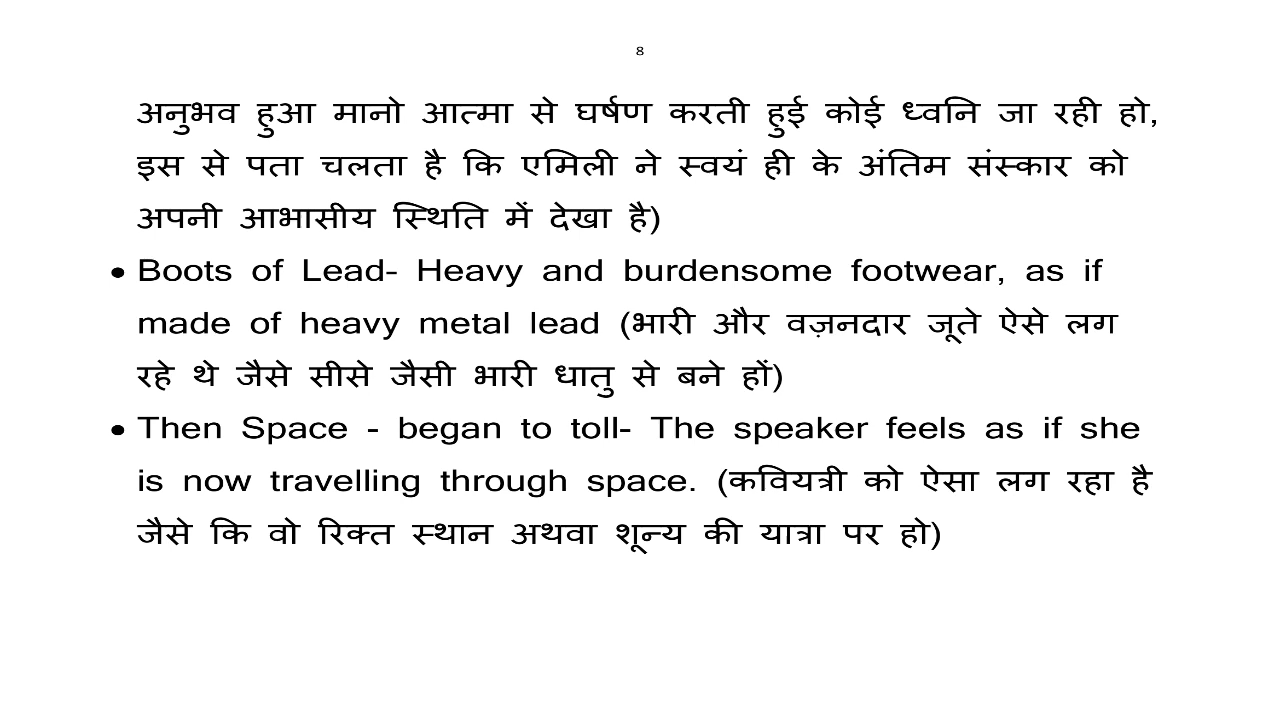 8
अनुभव हुआ मानो आत्मा से घर्षण करती हुई कोई ध्वनि जा रही हो,
इस से पता चलता है कि एमिली ने स्वयं ही के अंतिम संस्कार को
अपनी आभासीय स्थिति में देखा है)
• Boots of Lead- Heavy and burdensome footwear, as if
made of heavy metal lead (भारी और वज़नदार जूते ऐसे लग
रहे थे जैसे सीसे जैसी भारी धातु से बने हों)
• Then Space - began to toll- The speaker feels as if she
is now travelling through space. (कवियत्री को ऐसा लग रहा है
जैसे कि वो रिक्त स्थान अथवा शून्य की यात्रा पर हो)